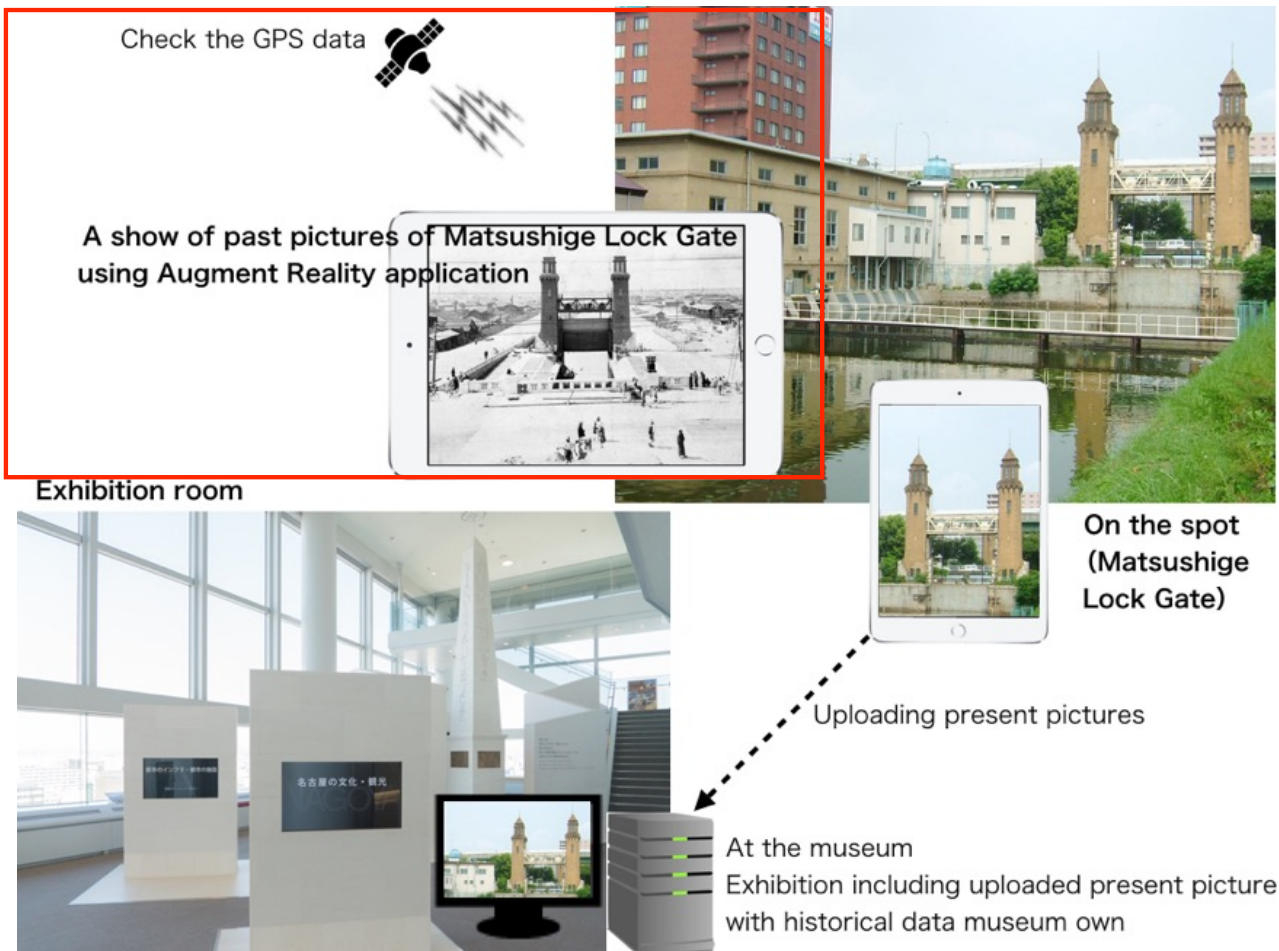 Check the GPS data
A show of past pictures of Matsushige Lock Gate
using Augment Reality application
Exhibition room
On the spot
(Matsushige
Lock Gate)
Uploading present pictures
名古屋の文化・観光
NAGOYA
At the museum
Exhibition including uploaded present picture
with historical data museum own